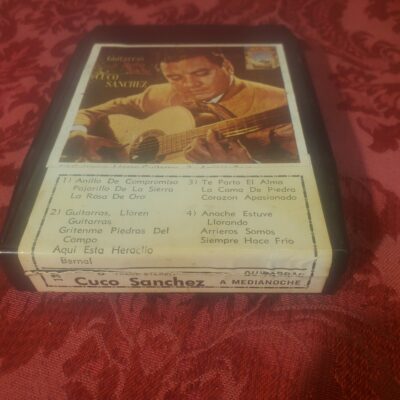 Guitarras
CUCO
SANCHEZ
1) Anillo De Compromiso
Pajarillo De La Sierra
La Rosa De Oro
2) Guitarras, Lloren
Guitarras
Gritenme Piedras Del
Campo
Aqui Esta Heraclio
Bernal
3) Te Parto El Alma
La Cama De Piedra
Corazon Apasionado
4) Anoche Estuve
Llorando
Arrieros Somos
Siempre Hace Frio
Cuco Sanchez
A MEDIANOCHE